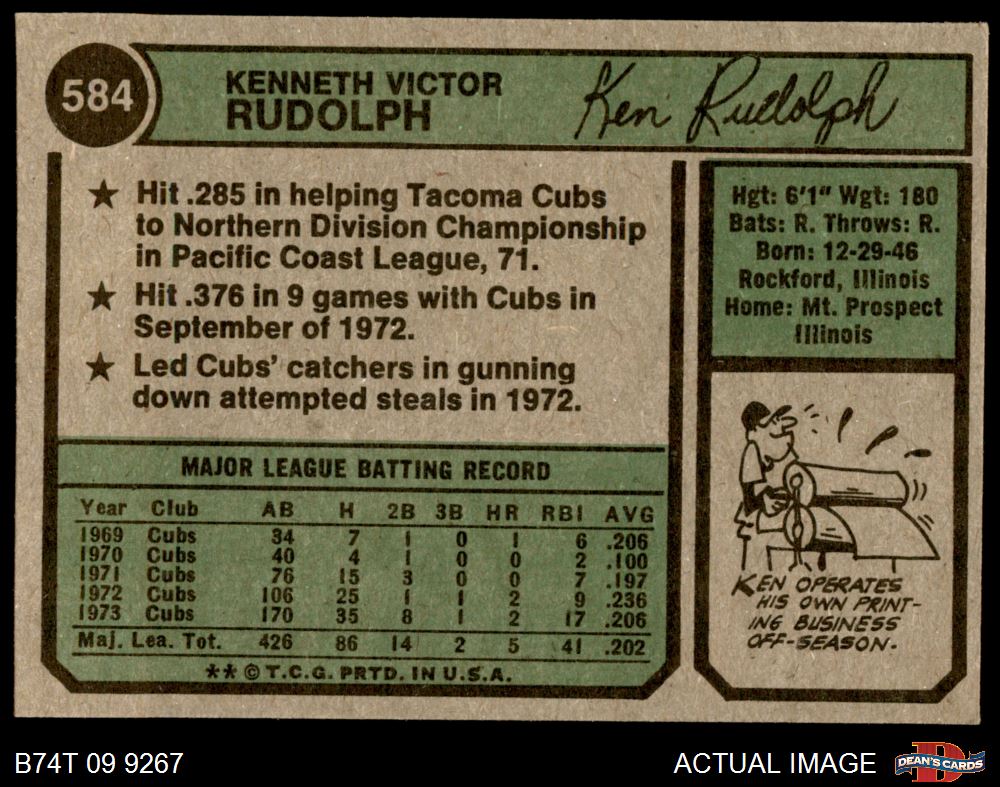 584
KENNETH VICTOR
RUDOLPH
Ken Rudolph
★ Hit .285 in helping Tacoma Cubs
to Northern Division Championship
in Pacific Coast League, 71.
★ Hit .376 in 9 games with Cubs in
September of 1972.
★ Led Cubs' catchers in gunning
down attempted steals in 1972.
MAJOR LEAGUE BATTING RECORD
Year Club AB H 2B 3B HR RBI AVG
1969 Cubs 34 7 1 0 1 6 .206
1970 Cubs 40 4 1 0 0 2 .100
1971 Cubs 76 15 3 0 0 7 .197
1972 Cubs 106 25 1 1 2 9 .236
1973 Cubs 170 35 8 1 2 17 .206
Maj. Lea. Tot. 426 86 14 2 5 41 .202
** © T.C.G. PRTD. IN U.S.A.
Hgt: 6'1" Wgt: 180
Bats: R. Throws: R.
Born: 12-29-46
Rockford, Illinois
Home: Mt. Prospect
Illinois
KEN OPERATES
HIS OWN PRINT-
ING BUSINESS
OFF-SEASON.
B74T 09 9267
ACTUAL IMAGE
D
DEAN'S CARDS